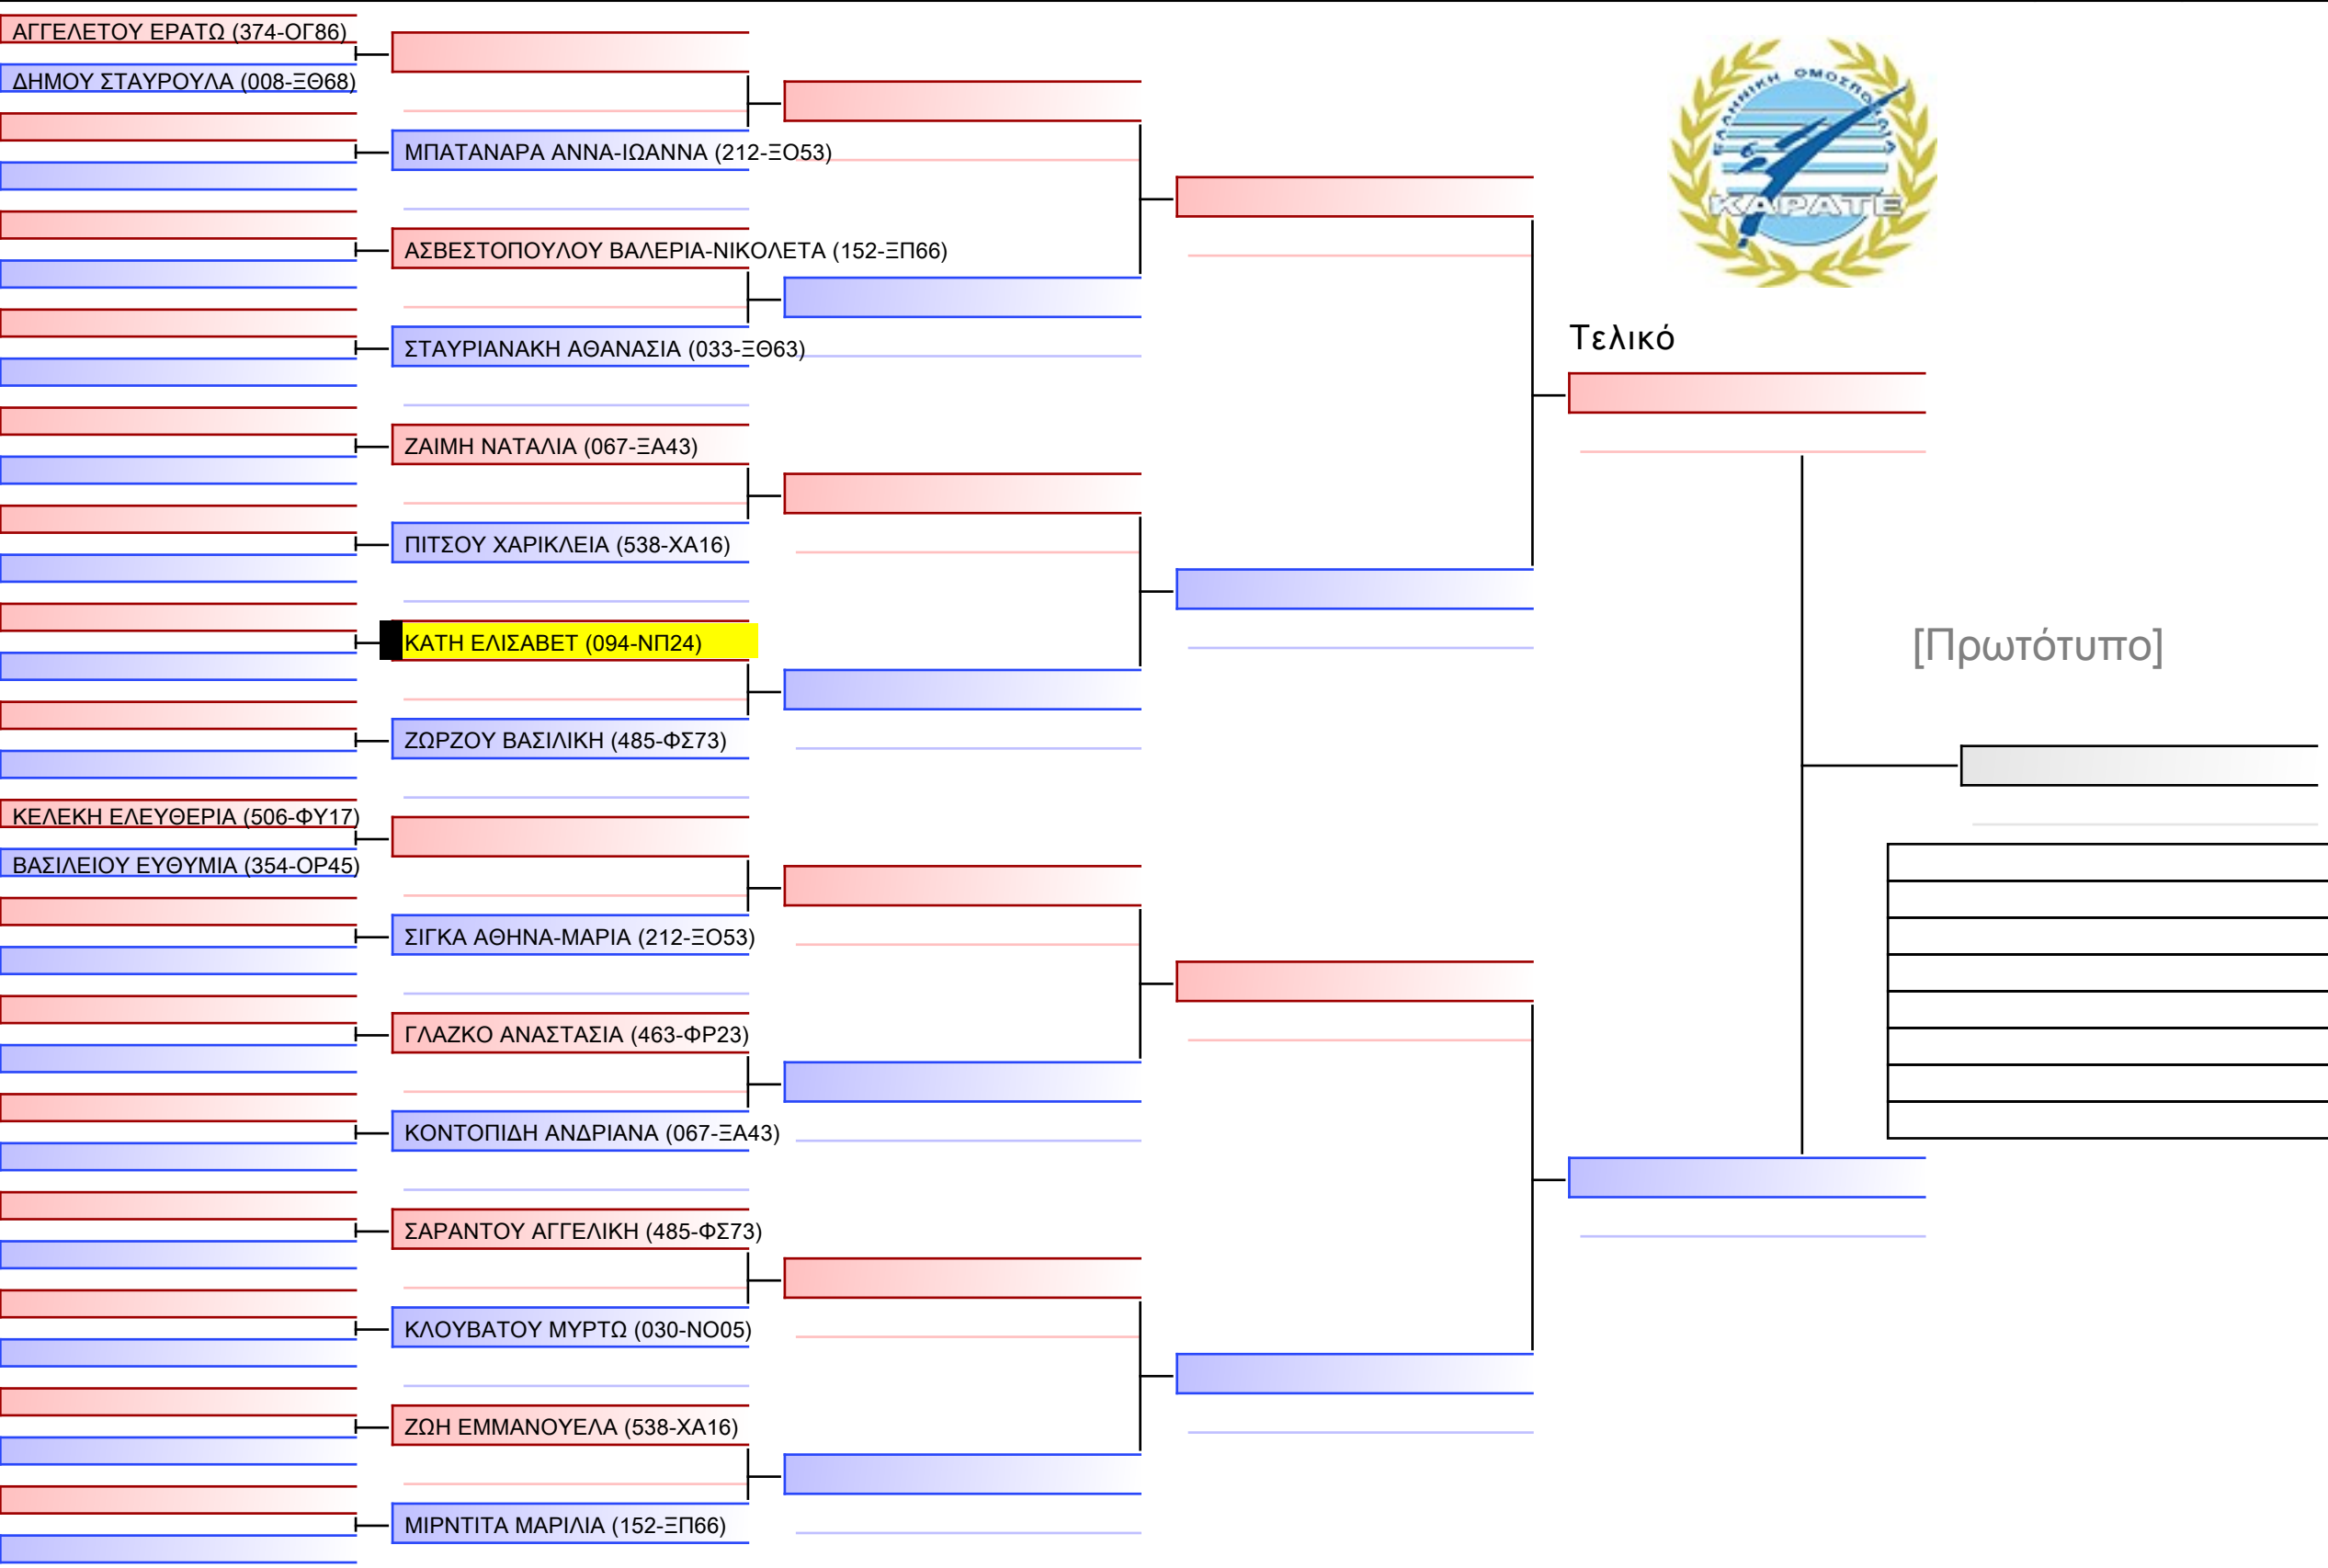 ΑΓΓΕΛΕΤΟΥ ΕΡΑΤΩ (374-ΟΓ86)
ΔΗΜΟΥ ΣΤΑΥΡΟΥΛΑ (008-ΞΘ68)
ΜΠΑΤΑΝΑΡΑ ΑΝΝΑ-ΙΩΑΝΝΑ (212-ΞΟ53)
ΑΣΒΕΣΤΟΠΟΥΛΟΥ ΒΑΛΕΡΙΑ-ΝΙΚΟΛΕΤΑ (152-ΞΠ66)
ΣΤΑΥΡΙΑΝΑΚΗ ΑΘΑΝΑΣΙΑ (033-ΞΘ63)
ΖΑΙΜΗ ΝΑΤΑΛΙΑ (067-ΞΑ43)
ΠΙΤΣΟΥ ΧΑΡΙΚΛΕΙΑ (538-ΧΑ16)
ΚΑΤΗ ΕΛΙΣΑΒΕΤ (094-ΝΠ24)
ΖΩΡΖΟΥ ΒΑΣΙΛΙΚΗ (485-ΦΣ73)
ΚΕΛΕΚΗ ΕΛΕΥΘΕΡΙΑ (506-ΦΥ17)
ΒΑΣΙΛΕΙΟΥ ΕΥΘΥΜΙΑ (354-ΟΡ45)
ΣΙΓΚΑ ΑΘΗΝΑ-ΜΑΡΙΑ (212-ΞΟ53)
ΓΛΑΖΚΟ ΑΝΑΣΤΑΣΙΑ (463-ΦΡ23)
ΚΟΝΤΟΠΙΔΗ ΑΝΔΡΙΑΝΑ (067-ΞΑ43)
ΣΑΡΑΝΤΟΥ ΑΓΓΕΛΙΚΗ (485-ΦΣ73)
ΚΛΟΥΒΑΤΟΥ ΜΥΡΤΩ (030-ΝΟ05)
ΖΩΗ ΕΜΜΑΝΟΥΕΛΑ (538-ΧΑ16)
ΜΙΡΝΤΙΤΑ ΜΑΡΙΛΙΑ (152-ΞΠ66)
ΕΛΛΗΝΙΚΗ ΟΜΟΣΠΟΝΔΙΑ
ΚΑΡΑΤΕ
Τελικό
[Πρωτότυπο]